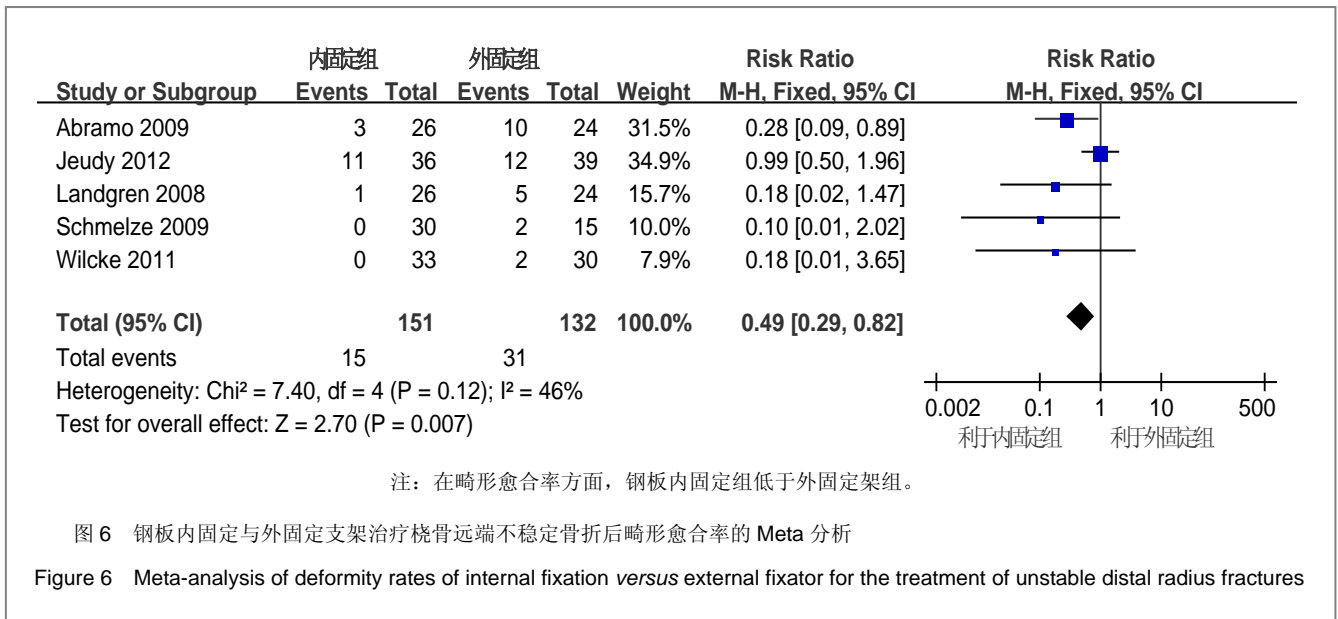 内固定组 外固定组 Risk Ratio Risk Ratio
Study or Subgroup Events Total Events Total Weight M-H, Fixed, 95% CI M-H, Fixed, 95% CI
Abramo 2009 3 26 10 24 31.5% 0.28 [0.09, 0.89]
Jeudy 2012 11 36 12 39 34.9% 0.99 [0.50, 1.96]
Landgren 2008 1 26 5 24 15.7% 0.18 [0.02, 1.47]
Schmelze 2009 0 30 2 15 10.0% 0.10 [0.01, 2.02]
Wilcke 2011 0 33 2 30 7.9% 0.18 [0.01, 3.65]
Total (95% CI) 151 132 100.0% 0.49 [0.29, 0.82]
Total events 15 31
Heterogeneity: Chi² = 7.40, df = 4 (P = 0.12); I² = 46%
Test for overall effect: Z = 2.70 (P = 0.007)
0.002 0.1 1 10 500
利于内固定组 利于外固定组
注：在畸形愈合率方面，钢板内固定组低于外固定架组。
图 6 钢板内固定与外固定支架治疗桡骨远端不稳定骨折后畸形愈合率的 Meta 分析
Figure 6 Meta-analysis of deformity rates of internal fixation versus external fixator for the treatment of unstable distal radius fractures